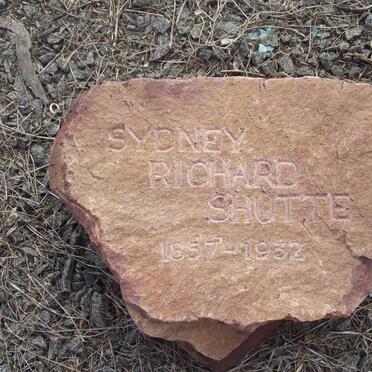 SYDNEY
RICHARD
SHUTTE
1857-1932